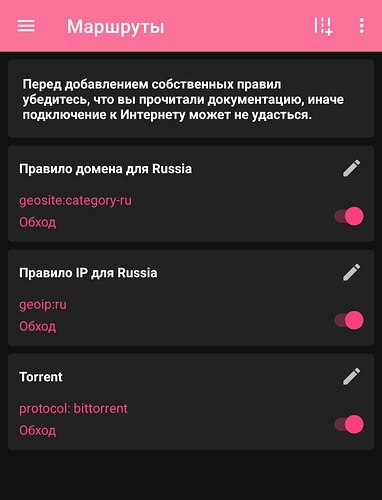 Маршруты
Перед добавлением собственных правил
убедитесь, что вы прочитали документацию, иначе
подключение к Интернету может не удасться.
Правило домена для Russia
geosite:category-ru
Обход
Правило IP для Russia
geoip:ru
Обход
Torrent
protocol: bittorrent
Обход